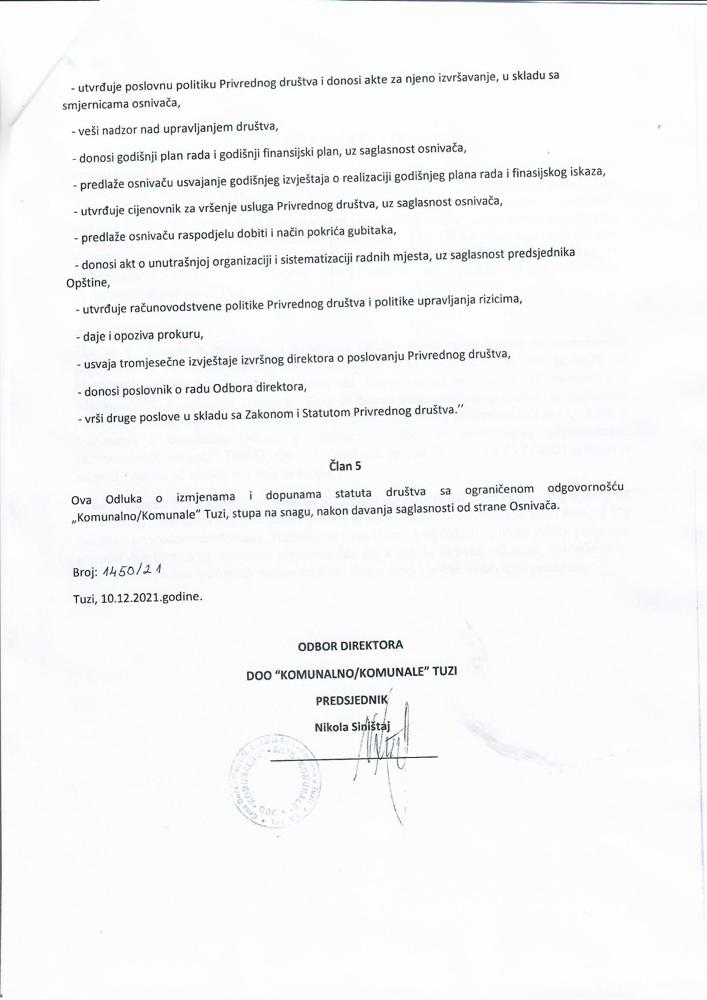 - utvrđuje poslovnu politiku Privrednog društva i donosi akte za njeno izvršavanje, u skladu sa
smjernicama osnivača,
- veši nadzor nad upravljanjem društva,
- donosi godišnji plan rada i godišnji finansijski plan, uz saglasnost osnivača,
- predlaže osnivaču usvajanje godišnjeg izvještaja o realizaciji godišnjeg plana rada i finasijskog iskaza,
- utvrđuje cijenovnik za vršenje usluga Privrednog društva, uz saglasnost osnivača,
- predlaže osnivaču raspodjelu dobiti i način pokrića gubitaka,
- donosi akt o unutrašnjoj organizaciji i sistematizaciji radnih mjesta, uz saglasnost predsjednika
Opštine,
- utvrđuje računovodstvene politike Privrednog društva i politike upravljanja rizicima,
- daje i opoziva prokuru,
- usvaja tromjesečne izvještaje izvršnog direktora o poslovanju Privrednog društva,
- donosi poslovnik o radu Odbora direktora,
- vrši druge poslove u skladu sa Zakonom i Statutom Privrednog društva.’’
Član 5
Ova Odluka o izmjenama i dopunama statuta društva sa ograničenom odgovornošću
„Komunalno/Komunale” Tuzi, stupa na snagu, nakon davanja saglasnosti od strane Osnivača.
Broj: 1450/21
Tuzi, 10.12.2021.godine.
ODBOR DIREKTORA
DOO “KOMUNALNO/KOMUNALE” TUZI
PREDSJEDNIK
Nikola Siništaj
Crna Gora
DOO "KOMUNALNO" - SHPK "KOMUNALE"